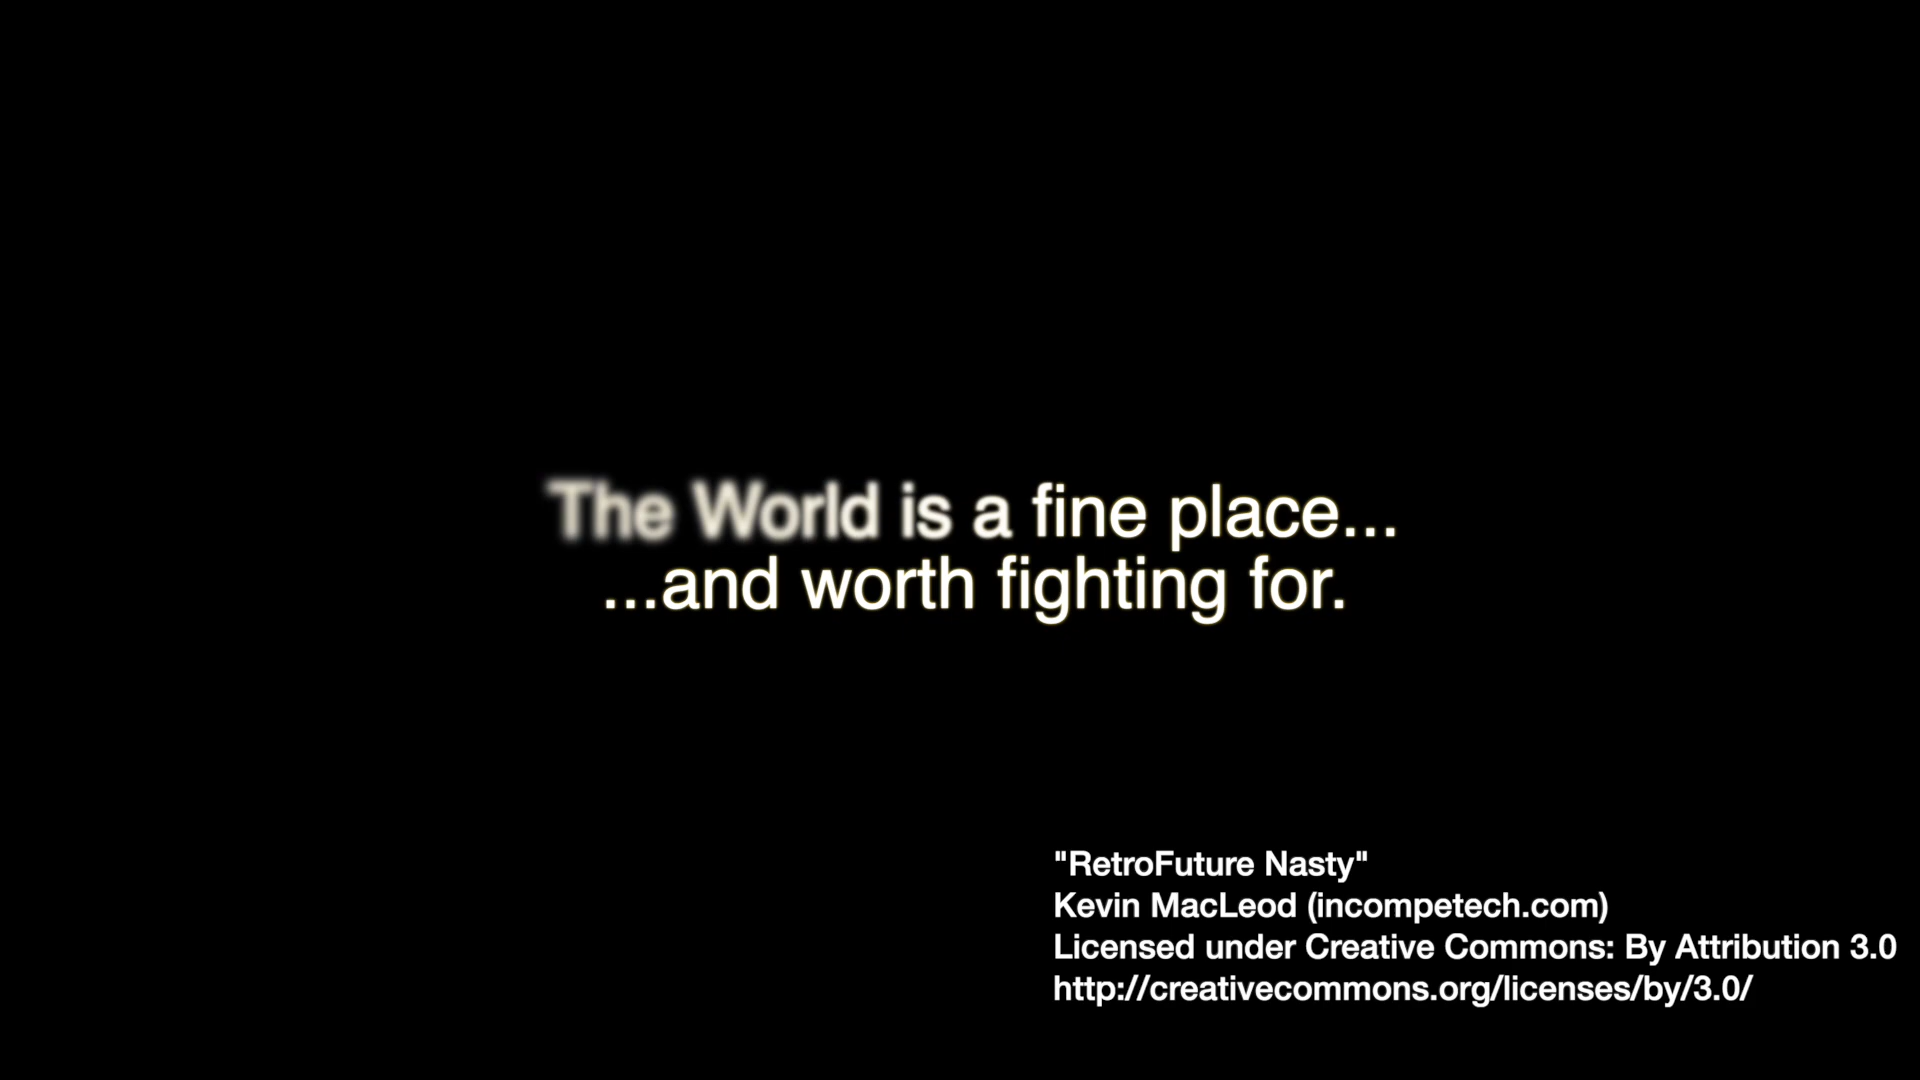 The World is a fine place...
...and worth fighting for.
"RetroFuture Nasty"
Kevin MacLeod (incompetech.com)
Licensed under Creative Commons: By Attribution 3.0
http://creativecommons.org/licenses/by/3.0/